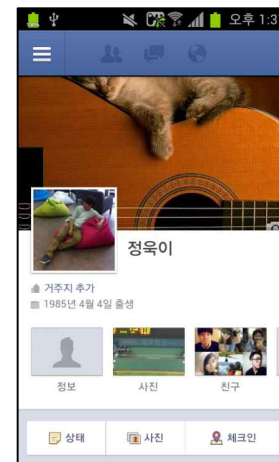 오후 1:3
정욱이
거주지 추가
1985년 4월 4일 출생
정보 사진 친구
상태 사진 체크인